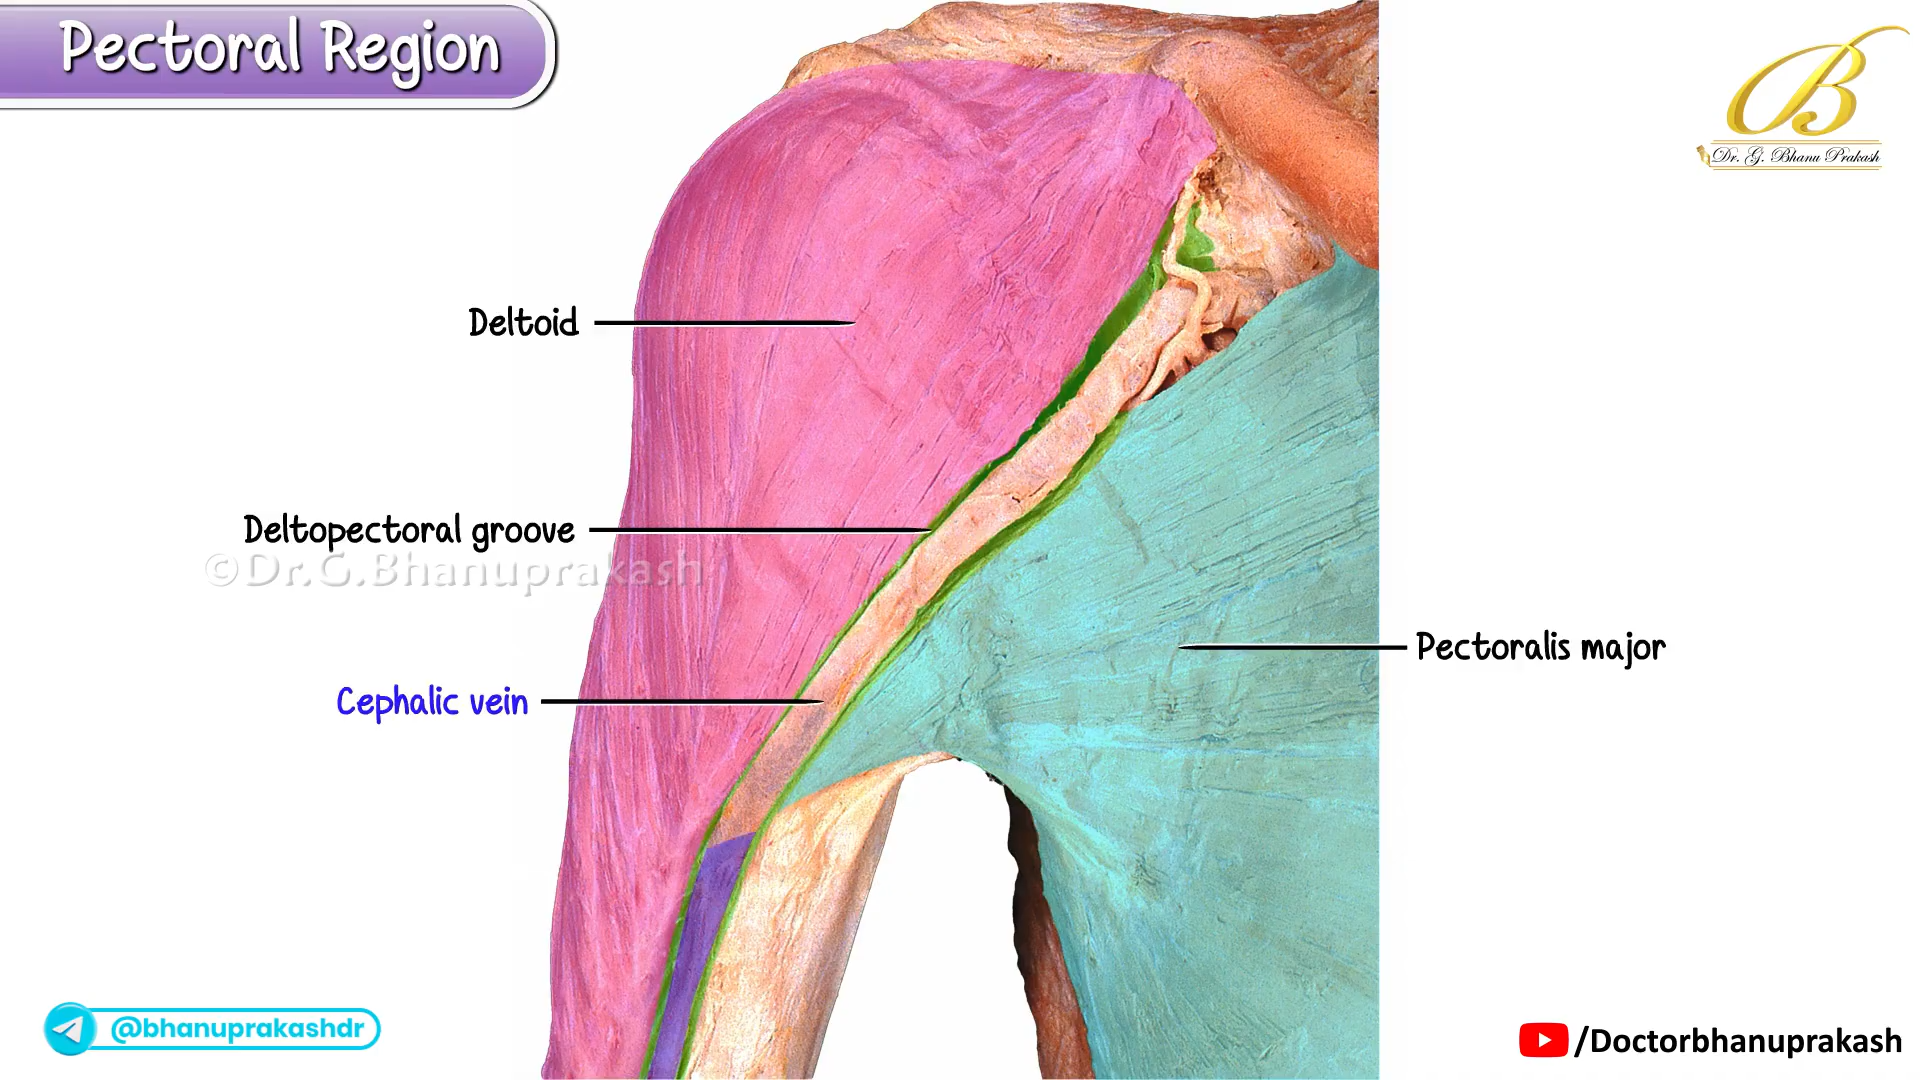 Pectoral Region
Dr. G. Bhanu Prakash
Deltoid
Deltopectoral groove
©Dr.G.Bhanuprakash
Pectoralis major
Cephalic vein
@bhanuprakashdr
/Doctorbhanuprakash